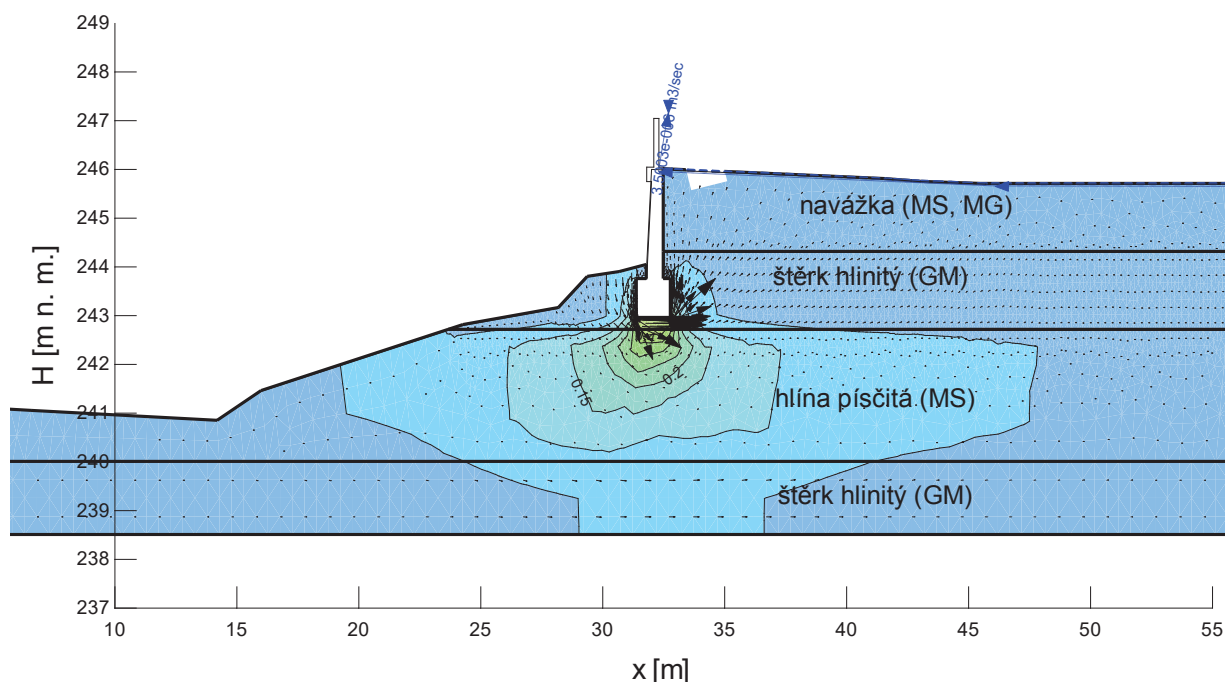 249
248
247
246
245
244
243
242
241
240
239
238
237
H [m n. m.]
navážka (MS, MG)
štěrk hlinitý (GM)
0.2
0.15
hlína písčitá (MS)
štěrk hlinitý (GM)
10 15 20 25 30 35 40 45 50 55
x [m]